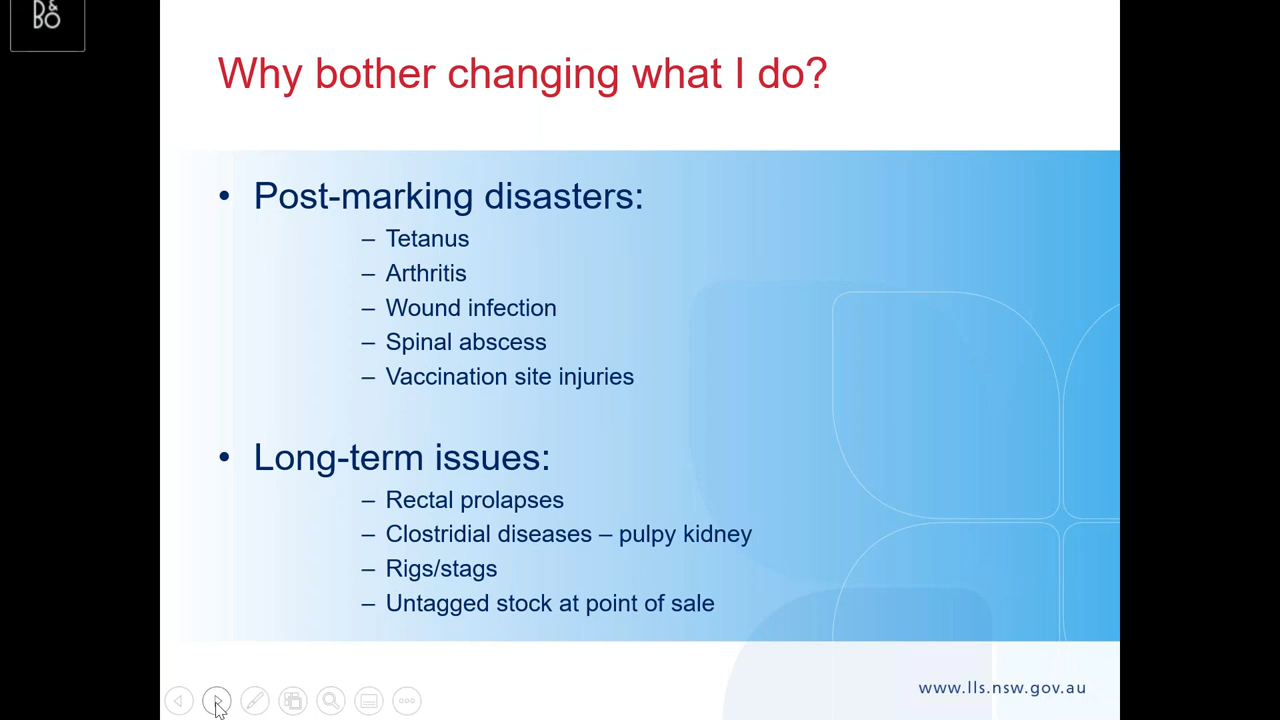 B&
BO
Why bother changing what I do?
• Post-marking disasters:
– Tetanus
– Arthritis
– Wound infection
– Spinal abscess
– Vaccination site injuries
• Long-term issues:
– Rectal prolapses
– Clostridial diseases – pulpy kidney
– Rigs/stags
– Untagged stock at point of sale
www.lls.nsw.gov.au